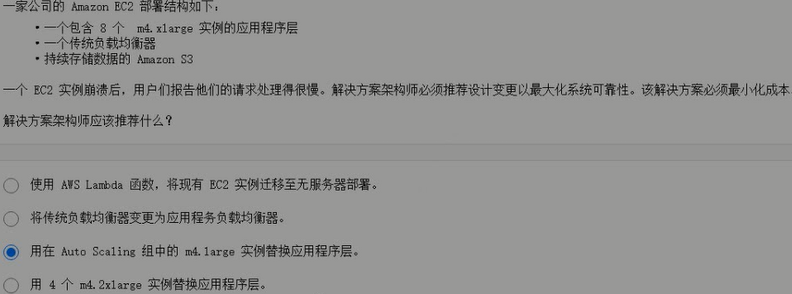 一家公司的 Amazon EC2 部署结构如下：
•一个包含 8 个 m4.xlarge 实例的应用程序层
•一个传统负载均衡器
•持续存储数据的 Amazon S3
一个 EC2 实例崩溃后，用户们报告他们的请求处理得很慢。解决方案架构师必须推荐设计变更以最大化系统可靠性。该解决方案必须最小化成本
解决方案架构师应该推荐什么？
使用 AWS Lambda 函数，将现有 EC2 实例迁移至无服务器部署。
将传统负载均衡器变更为应用程务负载均衡器。
用在 Auto Scaling 组中的 m4.large 实例替换应用程序层。
用 4 个 m4.2xlarge 实例替换应用程序层。